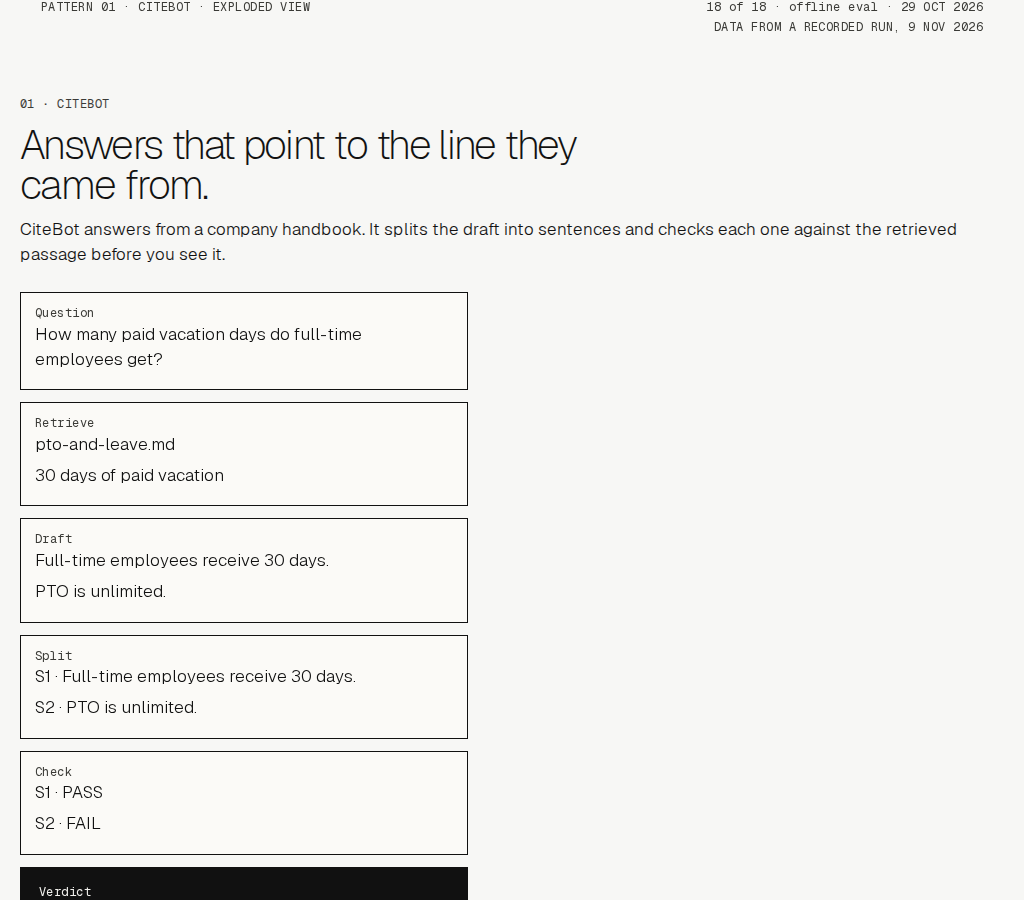 PATTERN 01 · CITEBOT · EXPLODED VIEW
18 of 18 · offline eval · 29 OCT 2026
DATA FROM A RECORDED RUN, 9 NOV 2026
01 · CITEBOT
Answers that point to the line they
came from.
CiteBot answers from a company handbook. It splits the draft into sentences and checks each one against the retrieved
passage before you see it.
Question
How many paid vacation days do full-time
employees get?
Retrieve
pto-and-leave.md
30 days of paid vacation
Draft
Full-time employees receive 30 days.
PTO is unlimited.
Split
S1 · Full-time employees receive 30 days.
S2 · PTO is unlimited.
Check
S1 · PASS
S2 · FAIL
Verdict